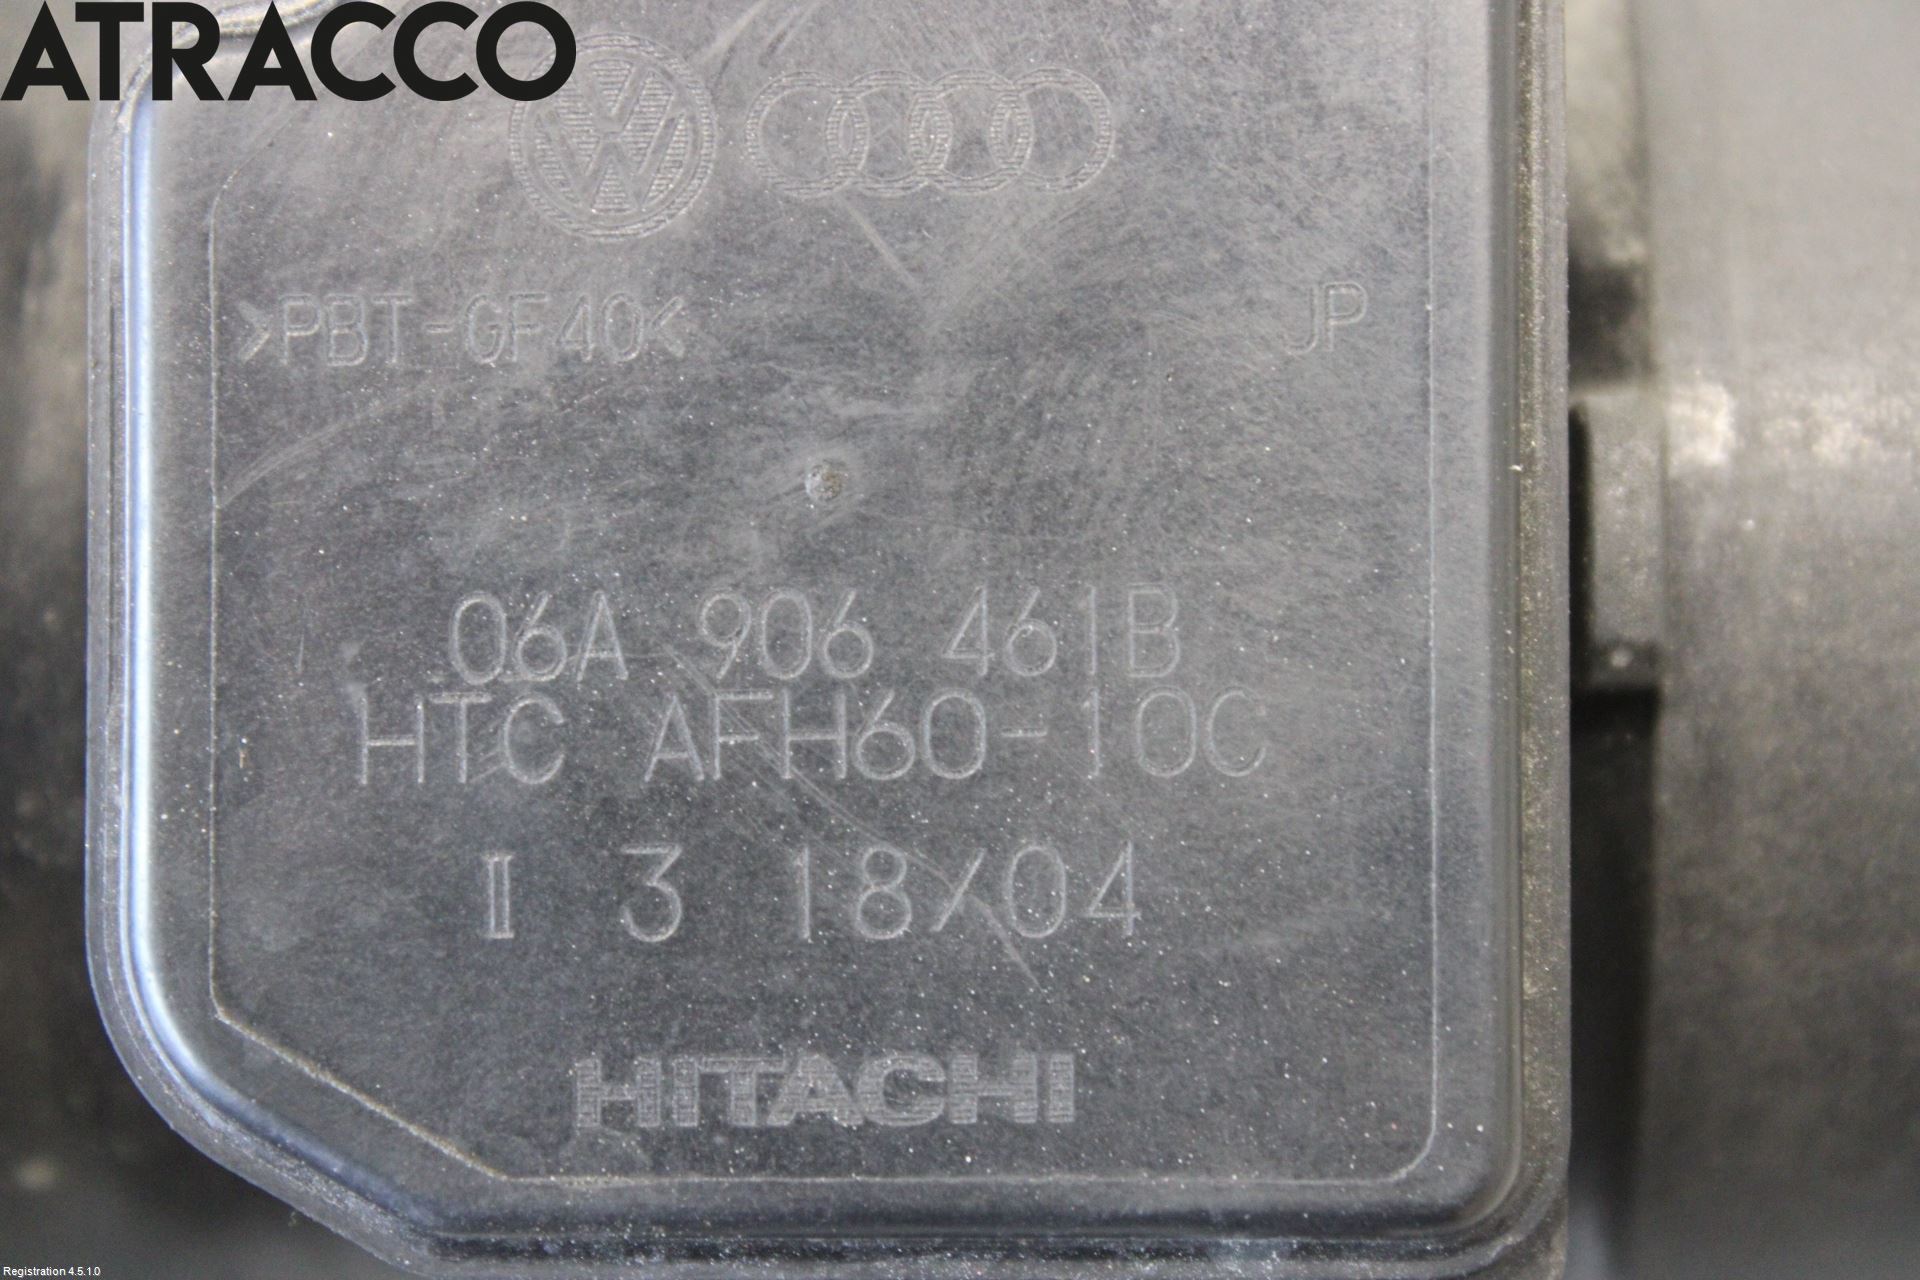 ATRACCO
>PBT-GF40<
JP
06A 906 461B
HTC AFH60-10C
II 3 18/04
HITACHI
Registration 4.5.1.0